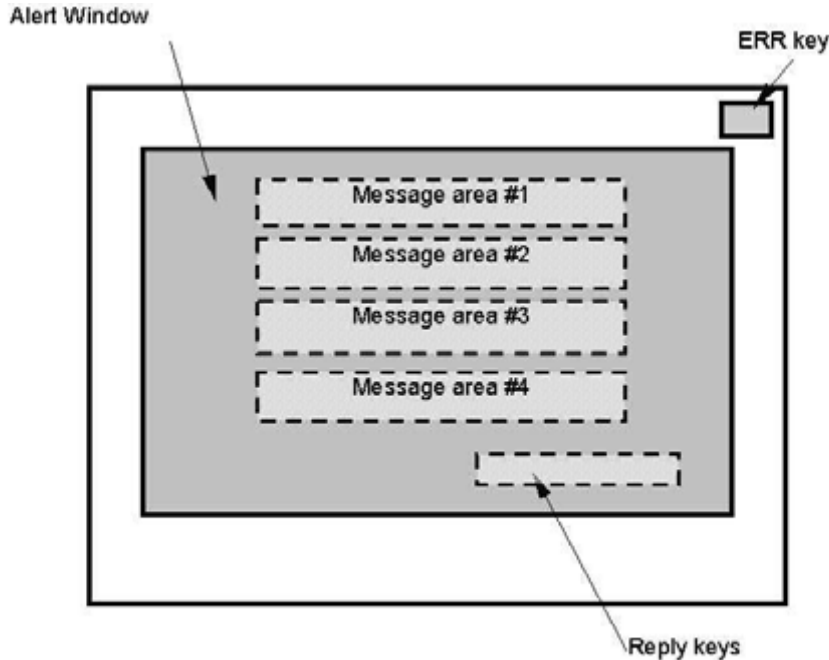 Alert Window
ERR key
Message area #1
Message area #2
Message area #3
Message area #4
Reply keys